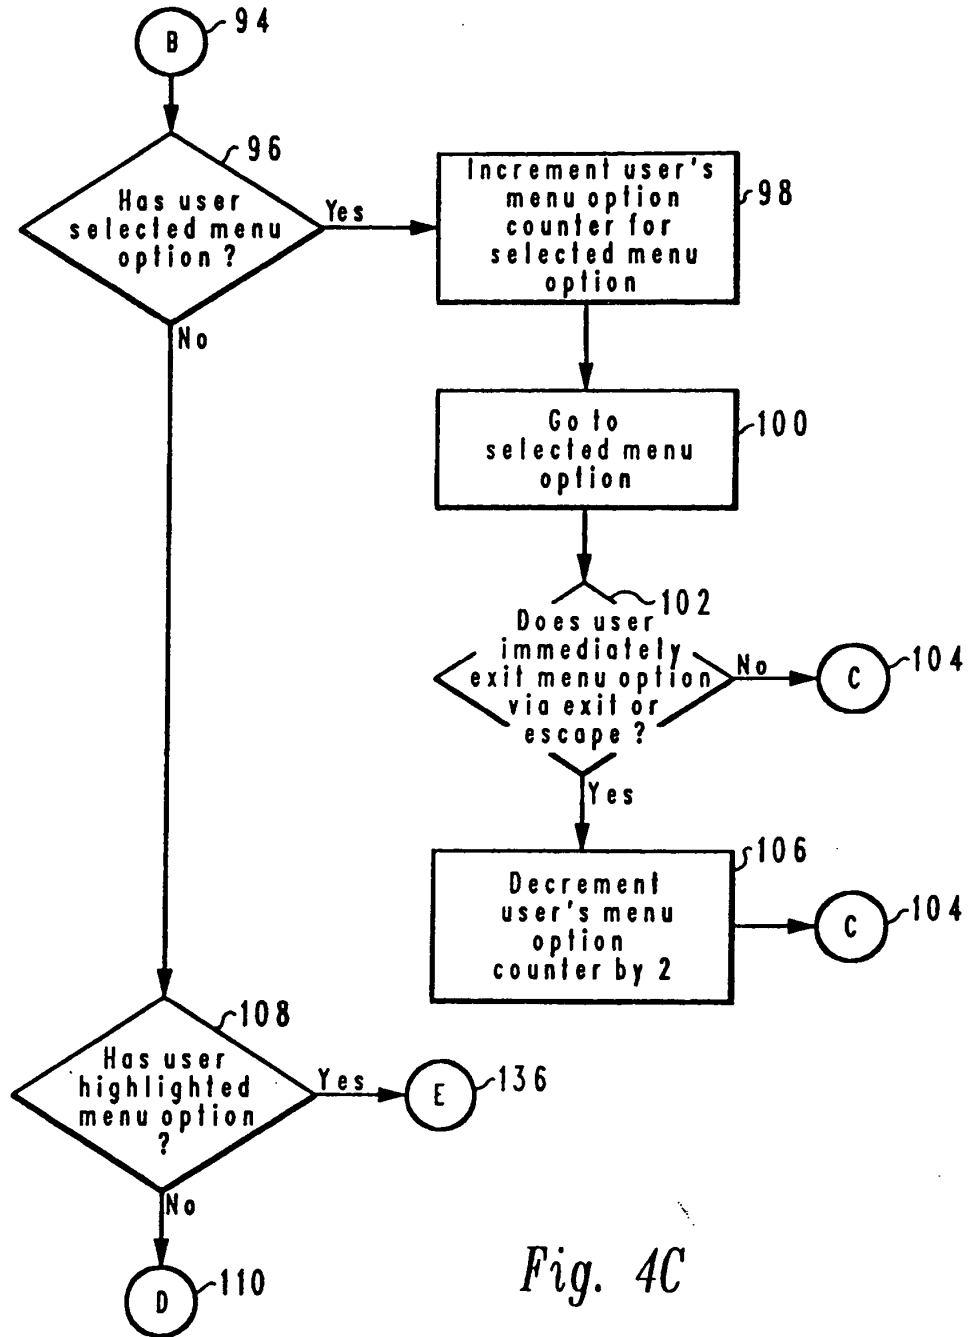 B
94
96
Has user
selected menu
option ?
Yes
No
Increment user's
menu option
counter for
selected menu
option
98
Go to
selected menu
option
100
102
Does user
immediately
exit menu option
via exit or
escape ?
No
C
104
Yes
106
Decrement
user's menu
option
counter by 2
C
104
108
Has user
highlighted
menu option
?
Yes
E
136
No
D
110
Fig. 4C